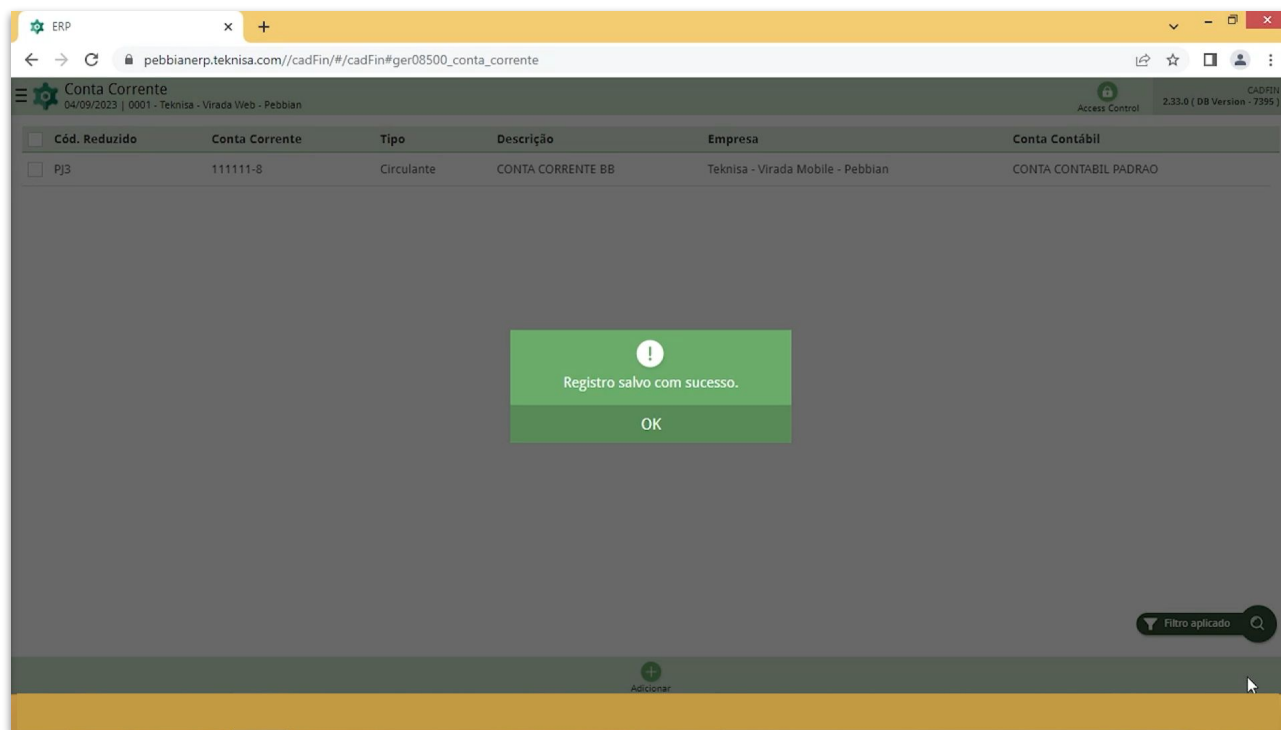 ERP
pebbianerp.teknisa.com//cadFin/#/cadFin#ger08500_conta_corrente
Conta Corrente
04/09/2023 | 0001 - Teknisa - Virada Web - Pebbian
Access Control
CADFIN
2.33.0 ( DB Version - 7395 )
Cód. Reduzido Conta Corrente Tipo Descrição Empresa Conta Contábil
PJ3 111111-8 Circulante CONTA CORRENTE BB Teknisa - Virada Mobile - Pebbian CONTA CONTABIL PADRAO
!
Registro salvo com sucesso.
OK
Filtro aplicado
Adicionar